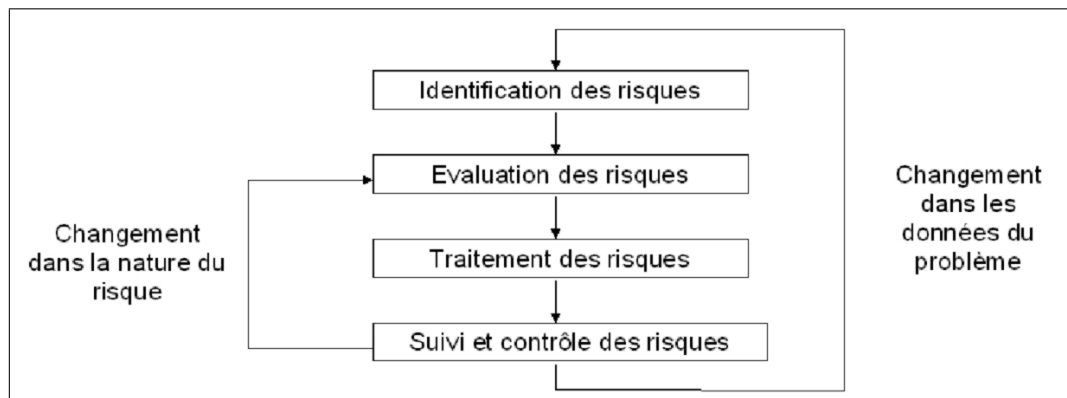 Identification des risques
Evaluation des risques
Changement
dans la nature du
risque
Changement
dans les
données du
problème
Traitement des risques
Suivi et contrôle des risques